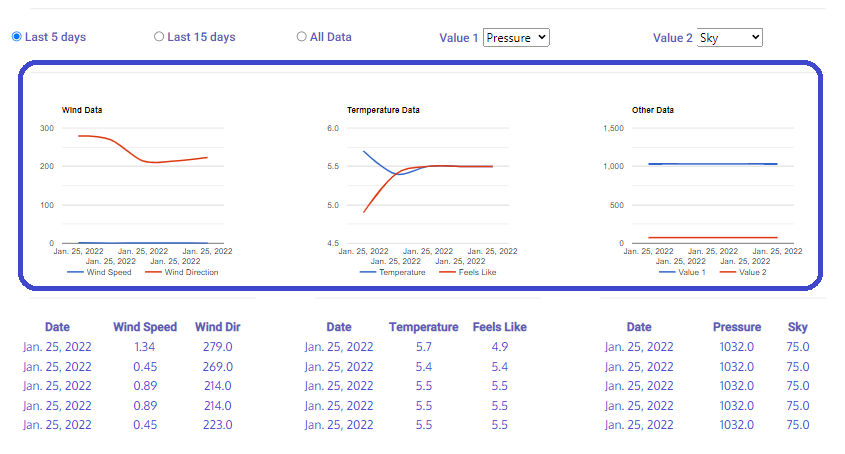 Last 5 days Last 15 days All Data Value 1 Pressure Value 2 Sky
Wind Data Termperature Data Other Data
300 6.0 1,500
200 5.5 1,000
100 5.0 500
0 4.5 0
Jan. 25, 2022 Jan. 25, 2022 Jan. 25, 2022 Jan. 25, 2022 Jan. 25, 2022 Jan. 25, 2022 Jan. 25, 2022 Jan. 25, 2022 Jan. 25, 2022
Jan. 25, 2022 Jan. 25, 2022 Jan. 25, 2022 Jan. 25, 2022 Jan. 25, 2022 Jan. 25, 2022
Wind Speed Wind Direction Temperature Feels Like Value 1 Value 2
Date Wind Speed Wind Dir Date Temperature Feels Like Date Pressure Sky
Jan. 25, 2022 1.34 279.0 Jan. 25, 2022 5.7 4.9 Jan. 25, 2022 1032.0 75.0
Jan. 25, 2022 0.45 269.0 Jan. 25, 2022 5.4 5.4 Jan. 25, 2022 1032.0 75.0
Jan. 25, 2022 0.89 214.0 Jan. 25, 2022 5.5 5.5 Jan. 25, 2022 1032.0 75.0
Jan. 25, 2022 0.89 214.0 Jan. 25, 2022 5.5 5.5 Jan. 25, 2022 1032.0 75.0
Jan. 25, 2022 0.45 223.0 Jan. 25, 2022 5.5 5.5 Jan. 25, 2022 1032.0 75.0